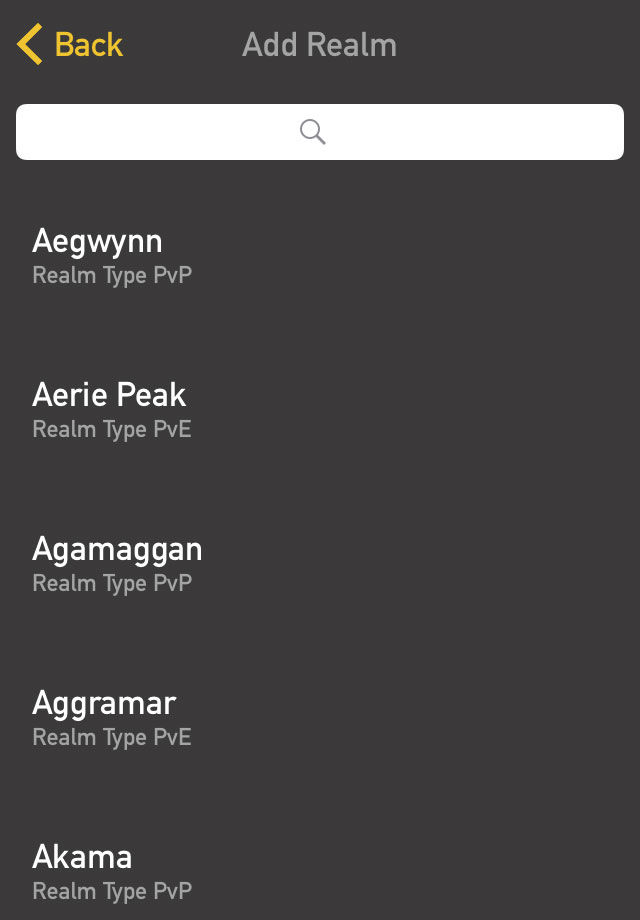 Back
Add Realm
Aegwynn
Realm Type PvP
Aerie Peak
Realm Type PvE
Agamaggan
Realm Type PvP
Aggramar
Realm Type PvE
Akama
Realm Type PvP